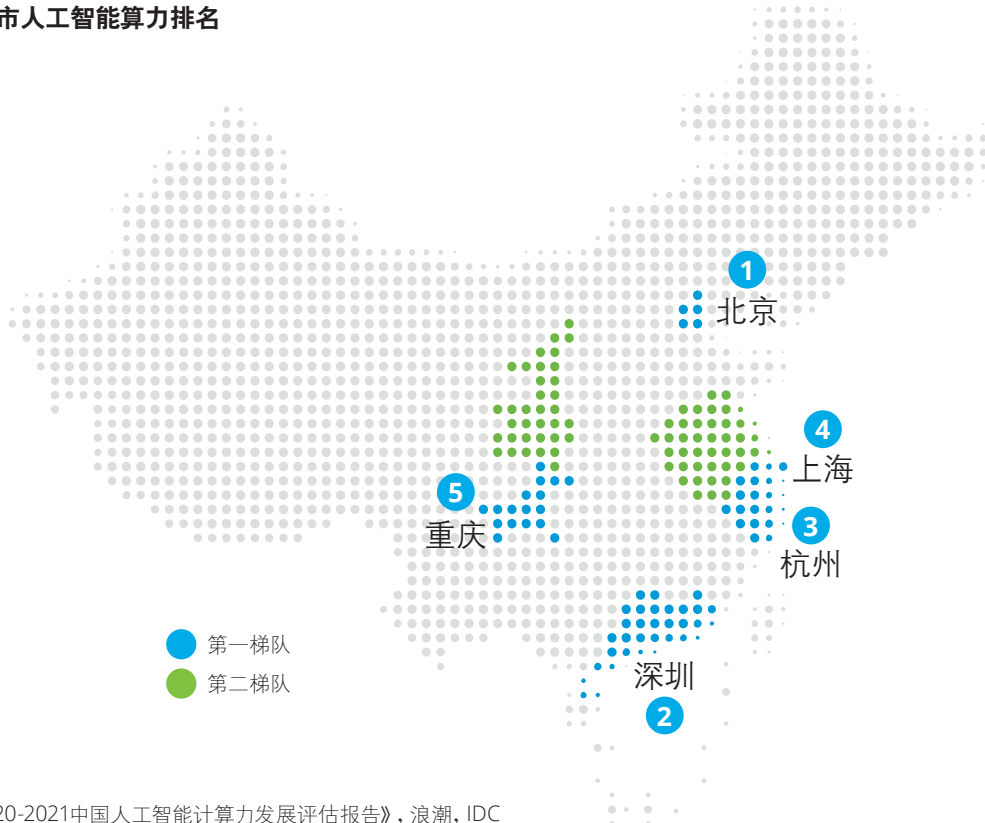 市人工智能算力排名
1
北京
4
上海
5
重庆
3
杭州
第一梯队
第二梯队
深圳
2
20-2021中国人工智能计算力发展评估报告》，浪潮，IDC